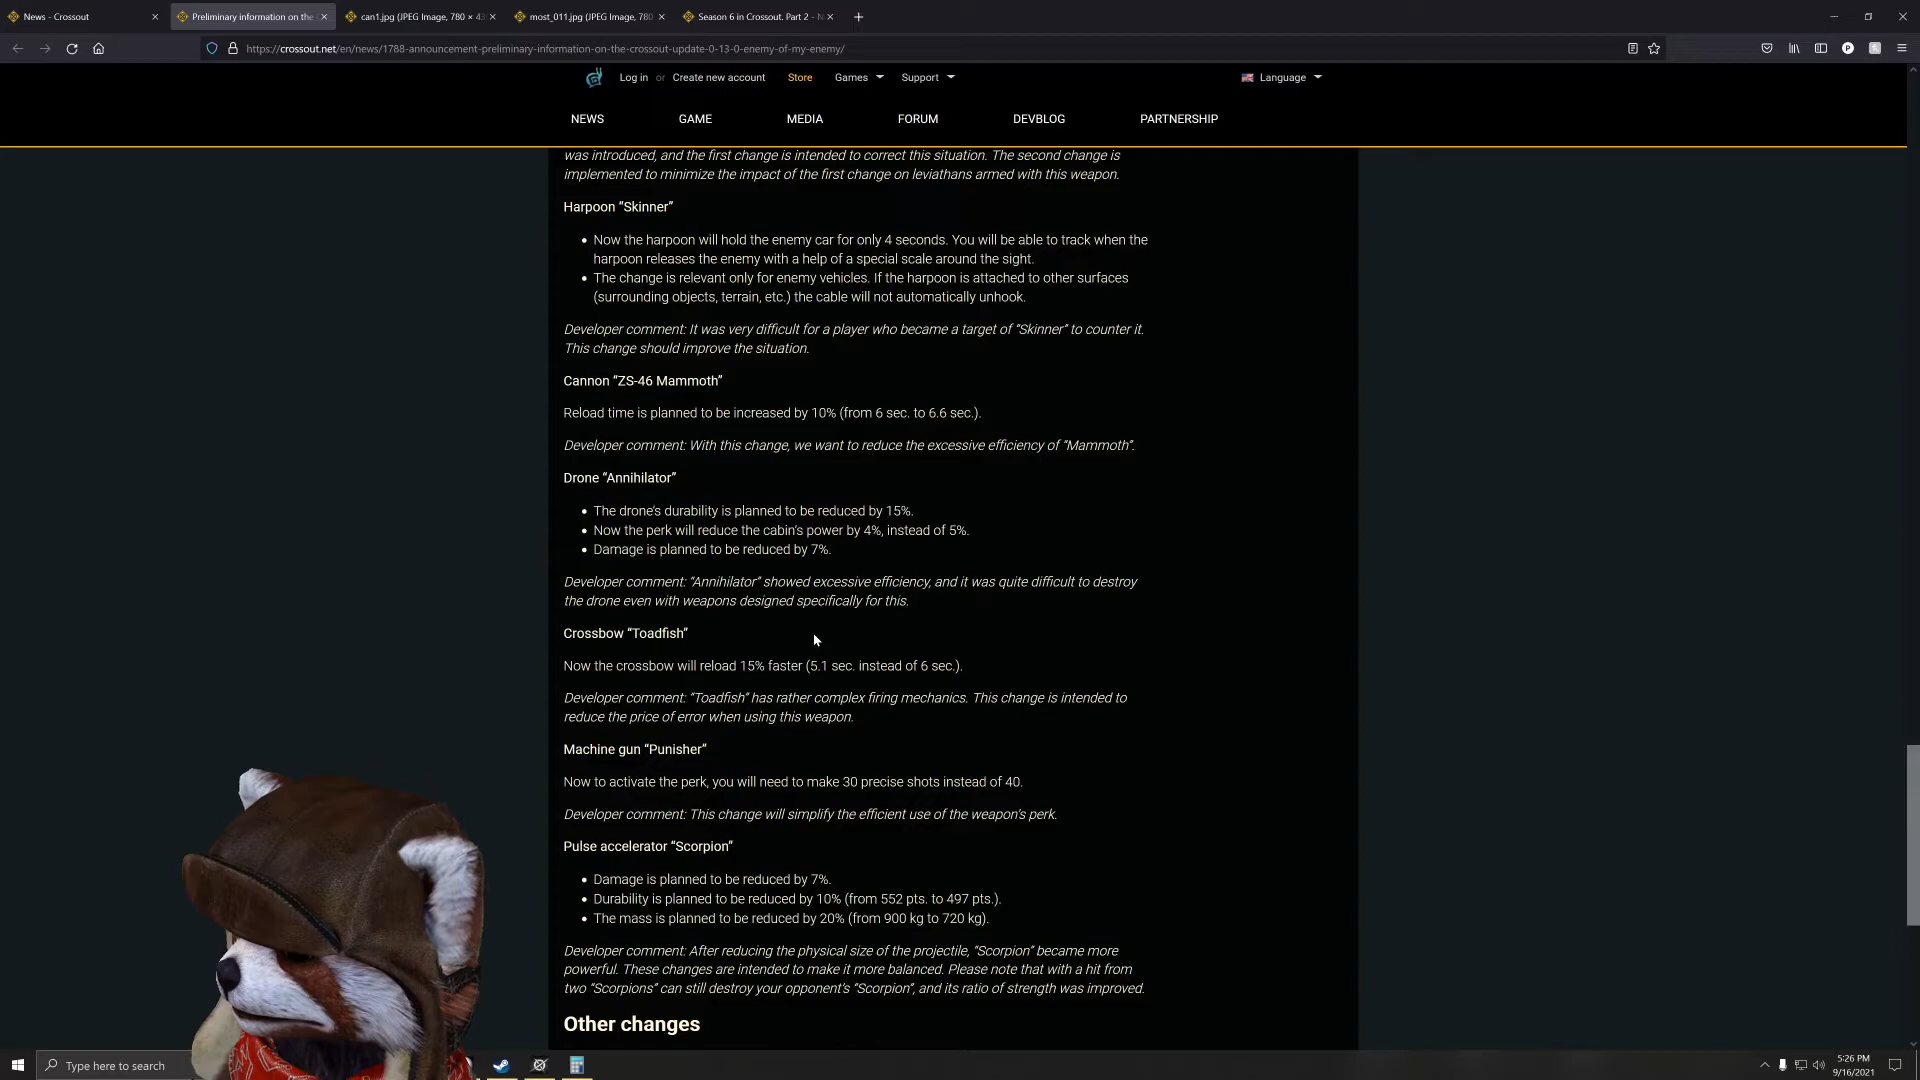 News - Crossout
Preliminary information on the
can1.jpg (JPEG Image, 780 × 43
most_011.jpg (JPEG Image, 780
Season 6 in Crossout. Part 2 - N
https://crossout.net/en/news/1788-announcement-preliminary-information-on-the-crossout-update-0-13-0-enemy-of-my-enemy/
Log in or Create new account Store Games Support Language
NEWS GAME MEDIA FORUM DEVBLOG PARTNERSHIP
was introduced, and the first change is intended to correct this situation. The second change is
implemented to minimize the impact of the first change on leviathans armed with this weapon.
Harpoon “Skinner”
• Now the harpoon will hold the enemy car for only 4 seconds. You will be able to track when the
harpoon releases the enemy with a help of a special scale around the sight.
• The change is relevant only for enemy vehicles. If the harpoon is attached to other surfaces
(surrounding objects, terrain, etc.) the cable will not automatically unhook.
Developer comment: It was very difficult for a player who became a target of “Skinner” to counter it.
This change should improve the situation.
Cannon “ZS-46 Mammoth”
Reload time is planned to be increased by 10% (from 6 sec. to 6.6 sec.).
Developer comment: With this change, we want to reduce the excessive efficiency of “Mammoth”.
Drone “Annihilator”
• The drone’s durability is planned to be reduced by 15%.
• Now the perk will reduce the cabin’s power by 4%, instead of 5%.
• Damage is planned to be reduced by 7%.
Developer comment: “Annihilator” showed excessive efficiency, and it was quite difficult to destroy
the drone even with weapons designed specifically for this.
Crossbow “Toadfish”
Now the crossbow will reload 15% faster (5.1 sec. instead of 6 sec.).
Developer comment: “Toadfish” has rather complex firing mechanics. This change is intended to
reduce the price of error when using this weapon.
Machine gun “Punisher”
Now to activate the perk, you will need to make 30 precise shots instead of 40.
Developer comment: This change will simplify the efficient use of the weapon’s perk.
Pulse accelerator “Scorpion”
• Damage is planned to be reduced by 7%.
• Durability is planned to be reduced by 10% (from 552 pts. to 497 pts.).
• The mass is planned to be reduced by 20% (from 900 kg to 720 kg).
Developer comment: After reducing the physical size of the projectile, “Scorpion” became more
powerful. These changes are intended to make it more balanced. Please note that with a hit from
two “Scorpions” can still destroy your opponent’s “Scorpion”, and its ratio of strength was improved.
Other changes
Type here to search
5:26 PM
9/16/2021